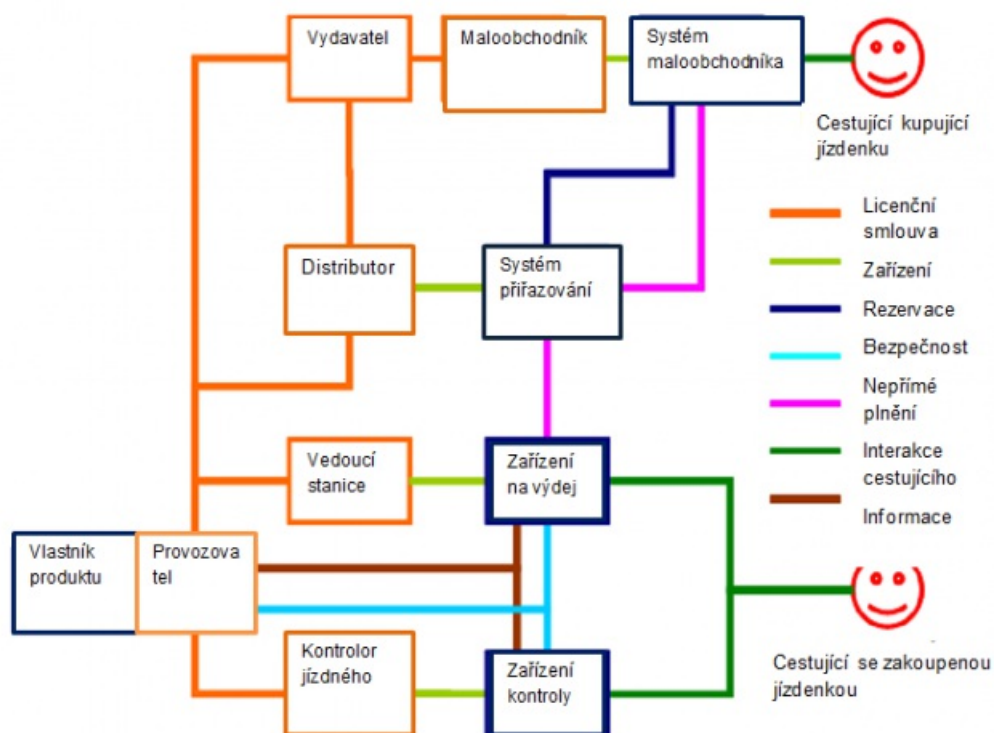 Vydavatel
Maloobchodník
Systém
maloobchodníka
Cestující kupující
jízdenku
Licenční
smlouva
Zařízení
Rezervace
Bezpečnost
Nepřímé
plnění
Interakce
cestujícího
Informace
Distributor
Systém
přiřazování
Vedoucí
stanice
Zařízení
na výdej
Vlastník
produktu
Provozova
tel
Kontrolor
jízdného
Zařízení
kontroly
Cestující se zakoupenou
jízdenkou